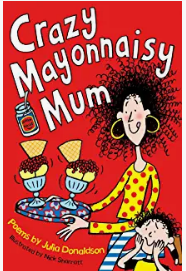 Crazy
Mayonnaisy
Mum
Poems by Julia Donaldson
Illustrated by Nick Sharratt